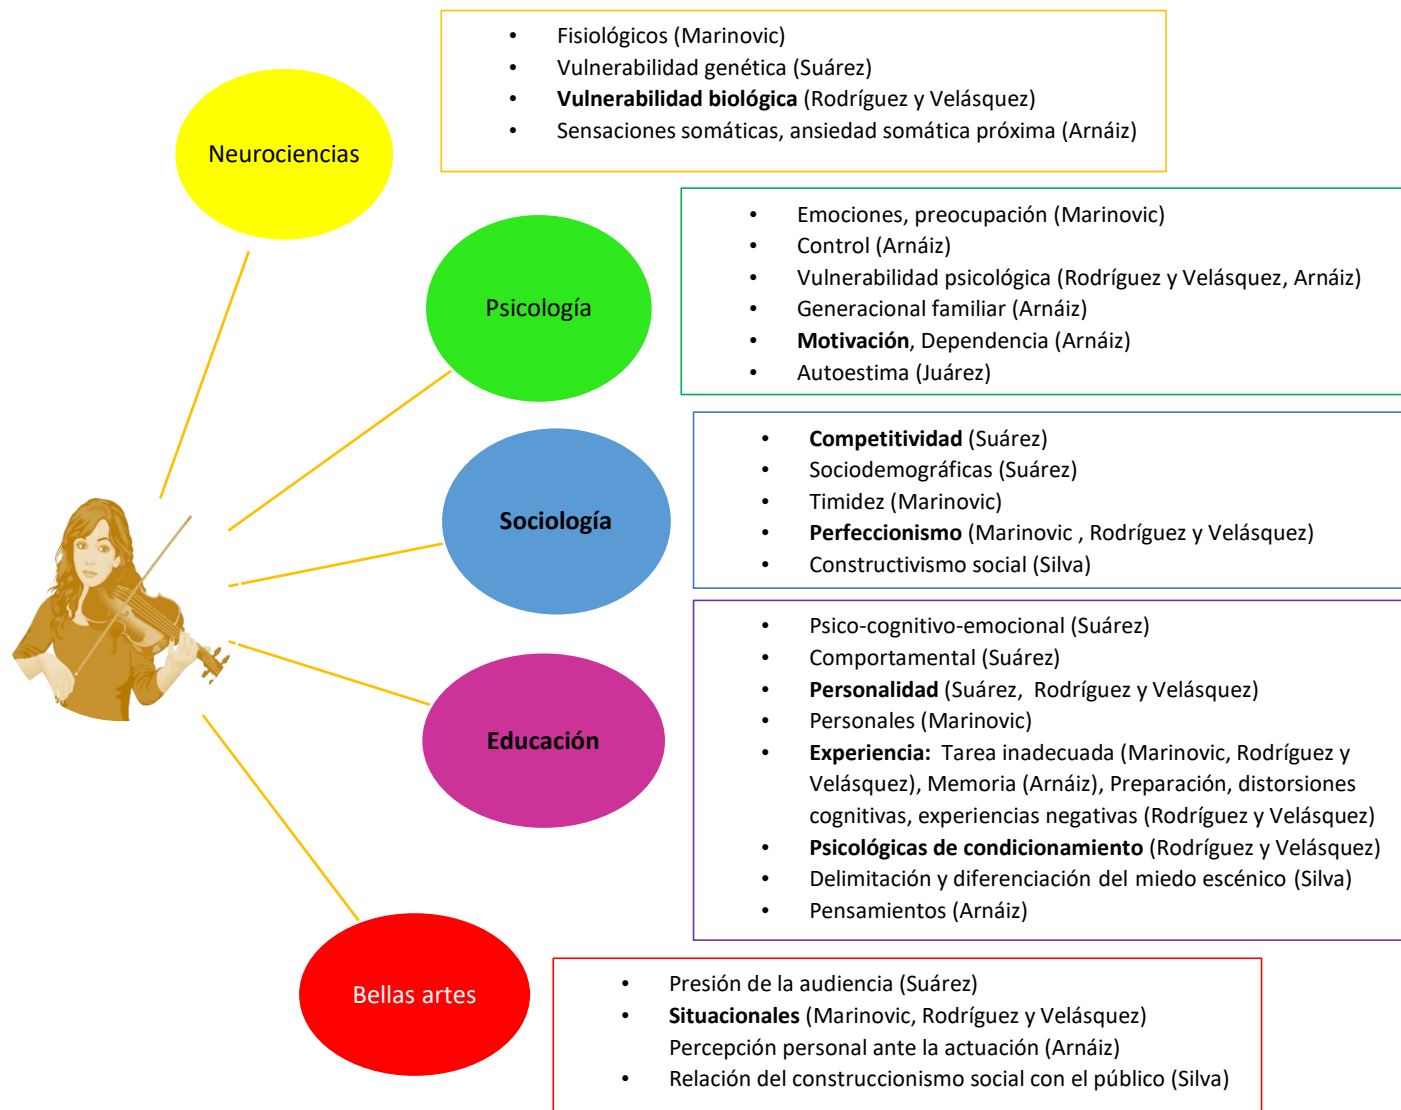 • Fisiológicos (Marinovic)
• Vulnerabilidad genética (Suárez)
• Vulnerabilidad biológica (Rodríguez y Velásquez)
• Sensaciones somáticas, ansiedad somática próxima (Arnáiz)
Neurociencias
• Emociones, preocupación (Marinovic)
• Control (Arnáiz)
• Vulnerabilidad psicológica (Rodríguez y Velásquez, Arnáiz)
• Generacional familiar (Arnáiz)
• Motivación, Dependencia (Arnáiz)
• Autoestima (Juárez)
Psicología
• Competitividad (Suárez)
• Sociodemográficas (Suárez)
• Timidez (Marinovic)
• Perfeccionismo (Marinovic , Rodríguez y Velásquez)
• Constructivismo social (Silva)
Sociología
• Psico-cognitivo-emocional (Suárez)
• Comportamental (Suárez)
• Personalidad (Suárez, Rodríguez y Velásquez)
• Personales (Marinovic)
• Experiencia: Tarea inadecuada (Marinovic, Rodríguez y
Velásquez), Memoria (Arnáiz), Preparación, distorsiones
cognitivas, experiencias negativas (Rodríguez y Velásquez)
• Psicológicas de condicionamiento (Rodríguez y Velásquez)
• Delimitación y diferenciación del miedo escénico (Silva)
• Pensamientos (Arnáiz)
Educación
• Presión de la audiencia (Suárez)
• Situacionales (Marinovic, Rodríguez y Velásquez)
Percepción personal ante la actuación (Arnáiz)
• Relación del construccionismo social con el público (Silva)
Bellas artes